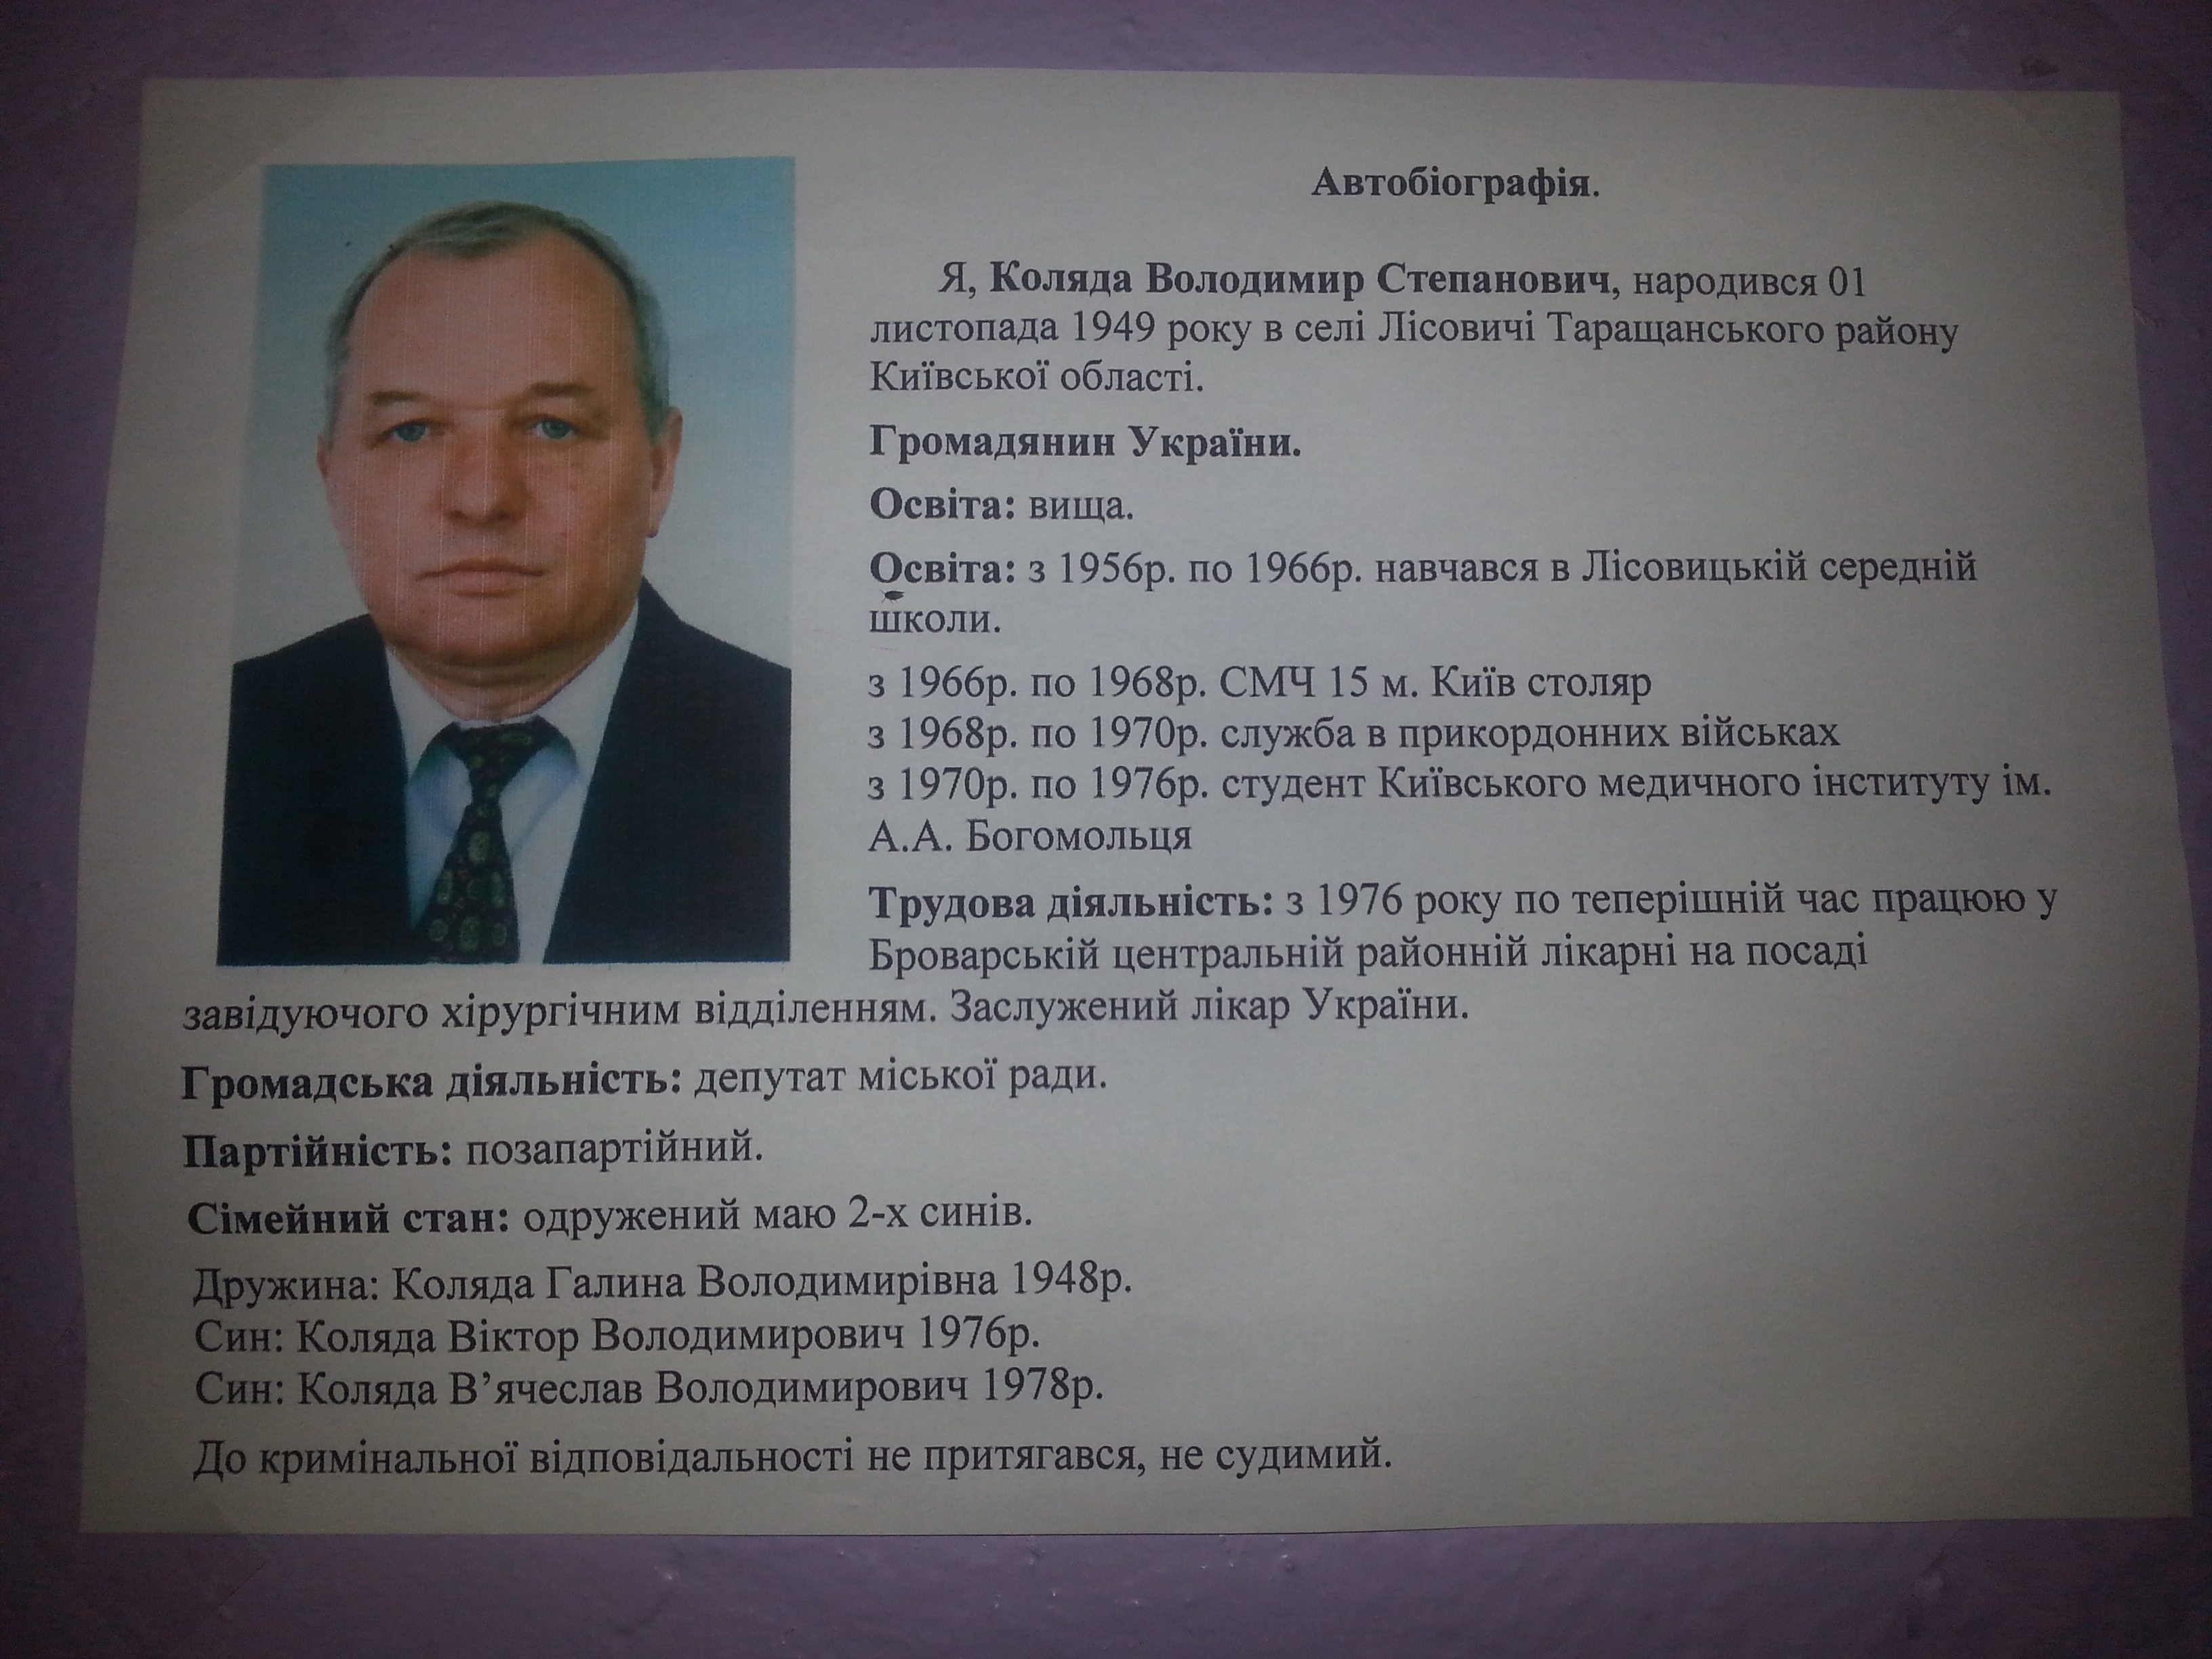 Автобіографія.
Я, Коляда Володимир Степанович, народився 01
листопада 1949 року в селі Лісовичі Таращанського району
Київської області.
Громадянин України.
Освіта: вища.
Освіта: з 1956р. по 1966р. навчався в Лісовицькій середній
школи.
з 1966р. по 1968р. СМЧ 15 м. Київ столяр
з 1968р. по 1970р. служба в прикордонних військах
з 1970р. по 1976р. студент Київського медичного інституту ім.
А.А. Богомольця
Трудова діяльність: з 1976 року по теперішній час працюю у
Броварській центральній районній лікарні на посаді
завідуючого хірургічним відділенням. Заслужений лікар України.
Громадська діяльність: депутат міської ради.
Партійність: позапартійний.
Сімейний стан: одружений маю 2-х синів.
Дружина: Коляда Галина Володимирівна 1948р.
Син: Коляда Віктор Володимирович 1976р.
Син: Коляда В’ячеслав Володимирович 1978р.
До кримінальної відповідальності не притягався, не судимий.